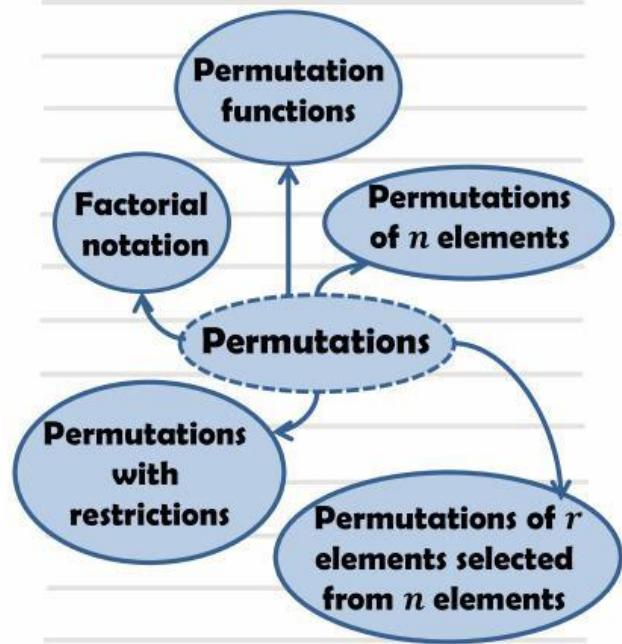 Permutation
functions
Factorial
notation
Permutations
of n elements
Permutations
Permutations
with
restrictions
Permutations of r
elements selected
from n elements